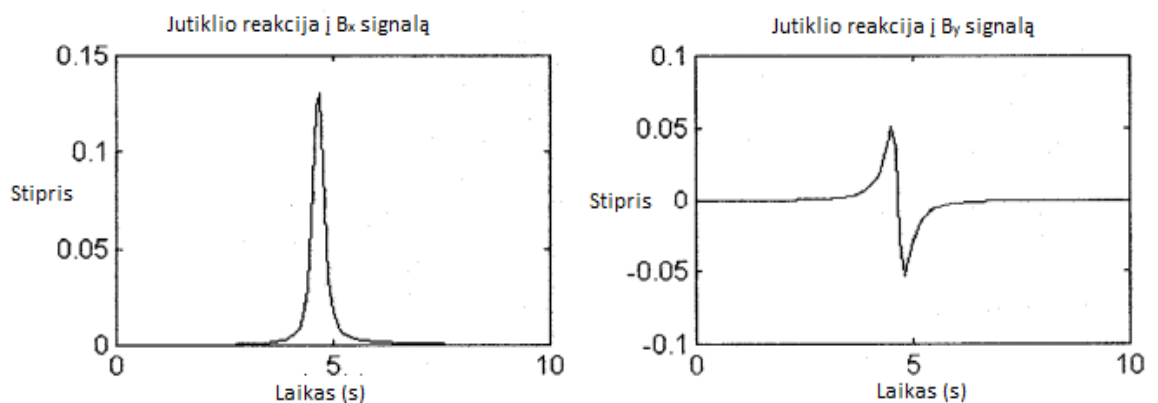 Jutiklio reakcija į Bₓ signalą
0.15
0.1
Stipris
0.05
0
0
5
10
Laikas (s)
Jutiklio reakcija į Bᵧ signalą
0.1
0.05
Stipris
0
-0.05
-0.1
0
5
10
Laikas (s)